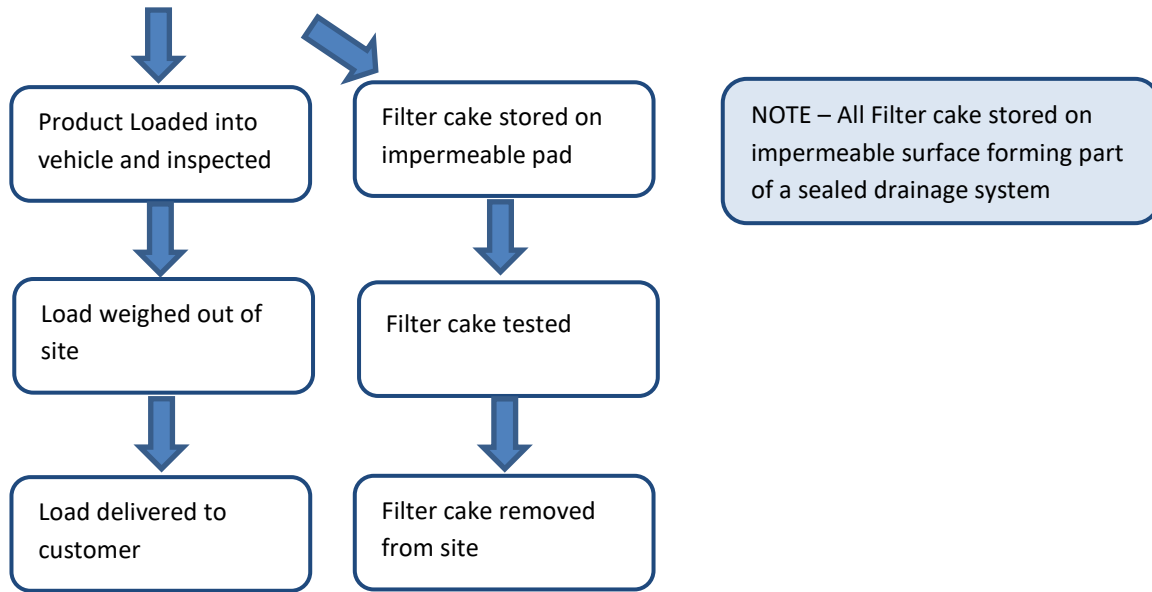 Product Loaded into
vehicle and inspected
Filter cake stored on
impermeable pad
NOTE – All Filter cake stored on
impermeable surface forming part
of a sealed drainage system
Load weighed out of
site
Filter cake tested
Load delivered to
customer
Filter cake removed
from site